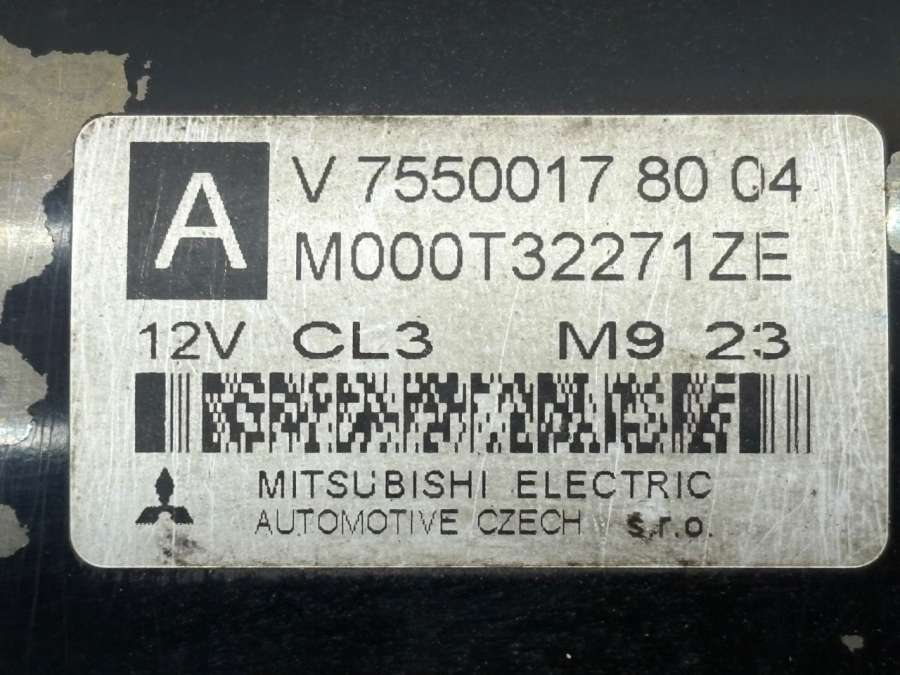 A
V 7550017 80 04
M000T32271ZE
12V CL3 M9 23
MITSUBISHI ELECTRIC
AUTOMOTIVE CZECH s.r.o.